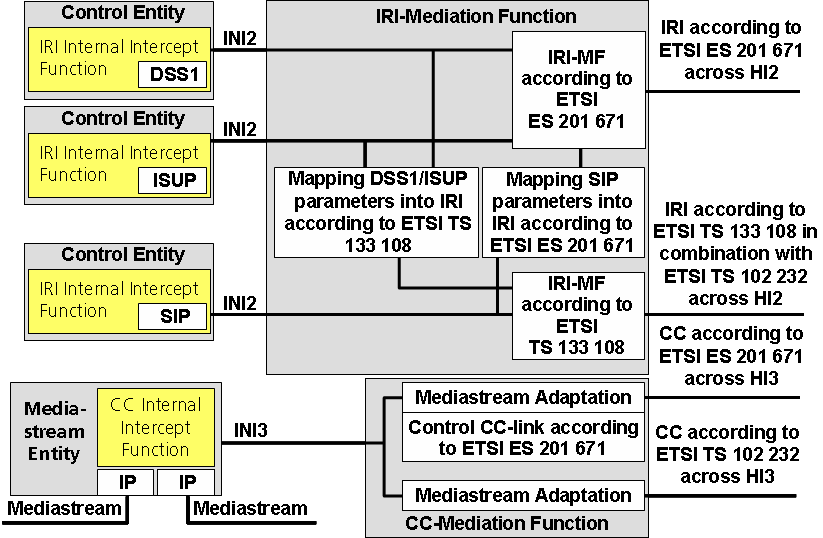 Control Entity
IRI Internal Intercept
Function
DSS1
INI2
Control Entity
IRI Internal Intercept
Function
ISUP
INI2
Control Entity
IRI Internal Intercept
Function
SIP
INI2
Media-
stream
Entity
CC Internal
Intercept
Function
IP
IP
INI3
Mediastream
Mediastream
IRI-Mediation Function
IRI-MF
according to
ETSI
ES 201 671
Mapping DSS1/ISUP
parameters into IRI
according to ETSI TS
133 108
Mapping SIP
parameters into
IRI according to
ETSI ES 201 671
IRI-MF
according to
ETSI
TS 133 108
Mediastream Adaptation
Control CC-link according
to ETSI ES 201 671
Mediastream Adaptation
CC-Mediation Function
IRI according to
ETSI ES 201 671
across HI2
IRI according to
ETSI TS 133 108 in
combination with
ETSI TS 102 232
across HI2
CC according to
ETSI ES 201 671
across HI3
CC according to
ETSI TS 102 232
across HI3